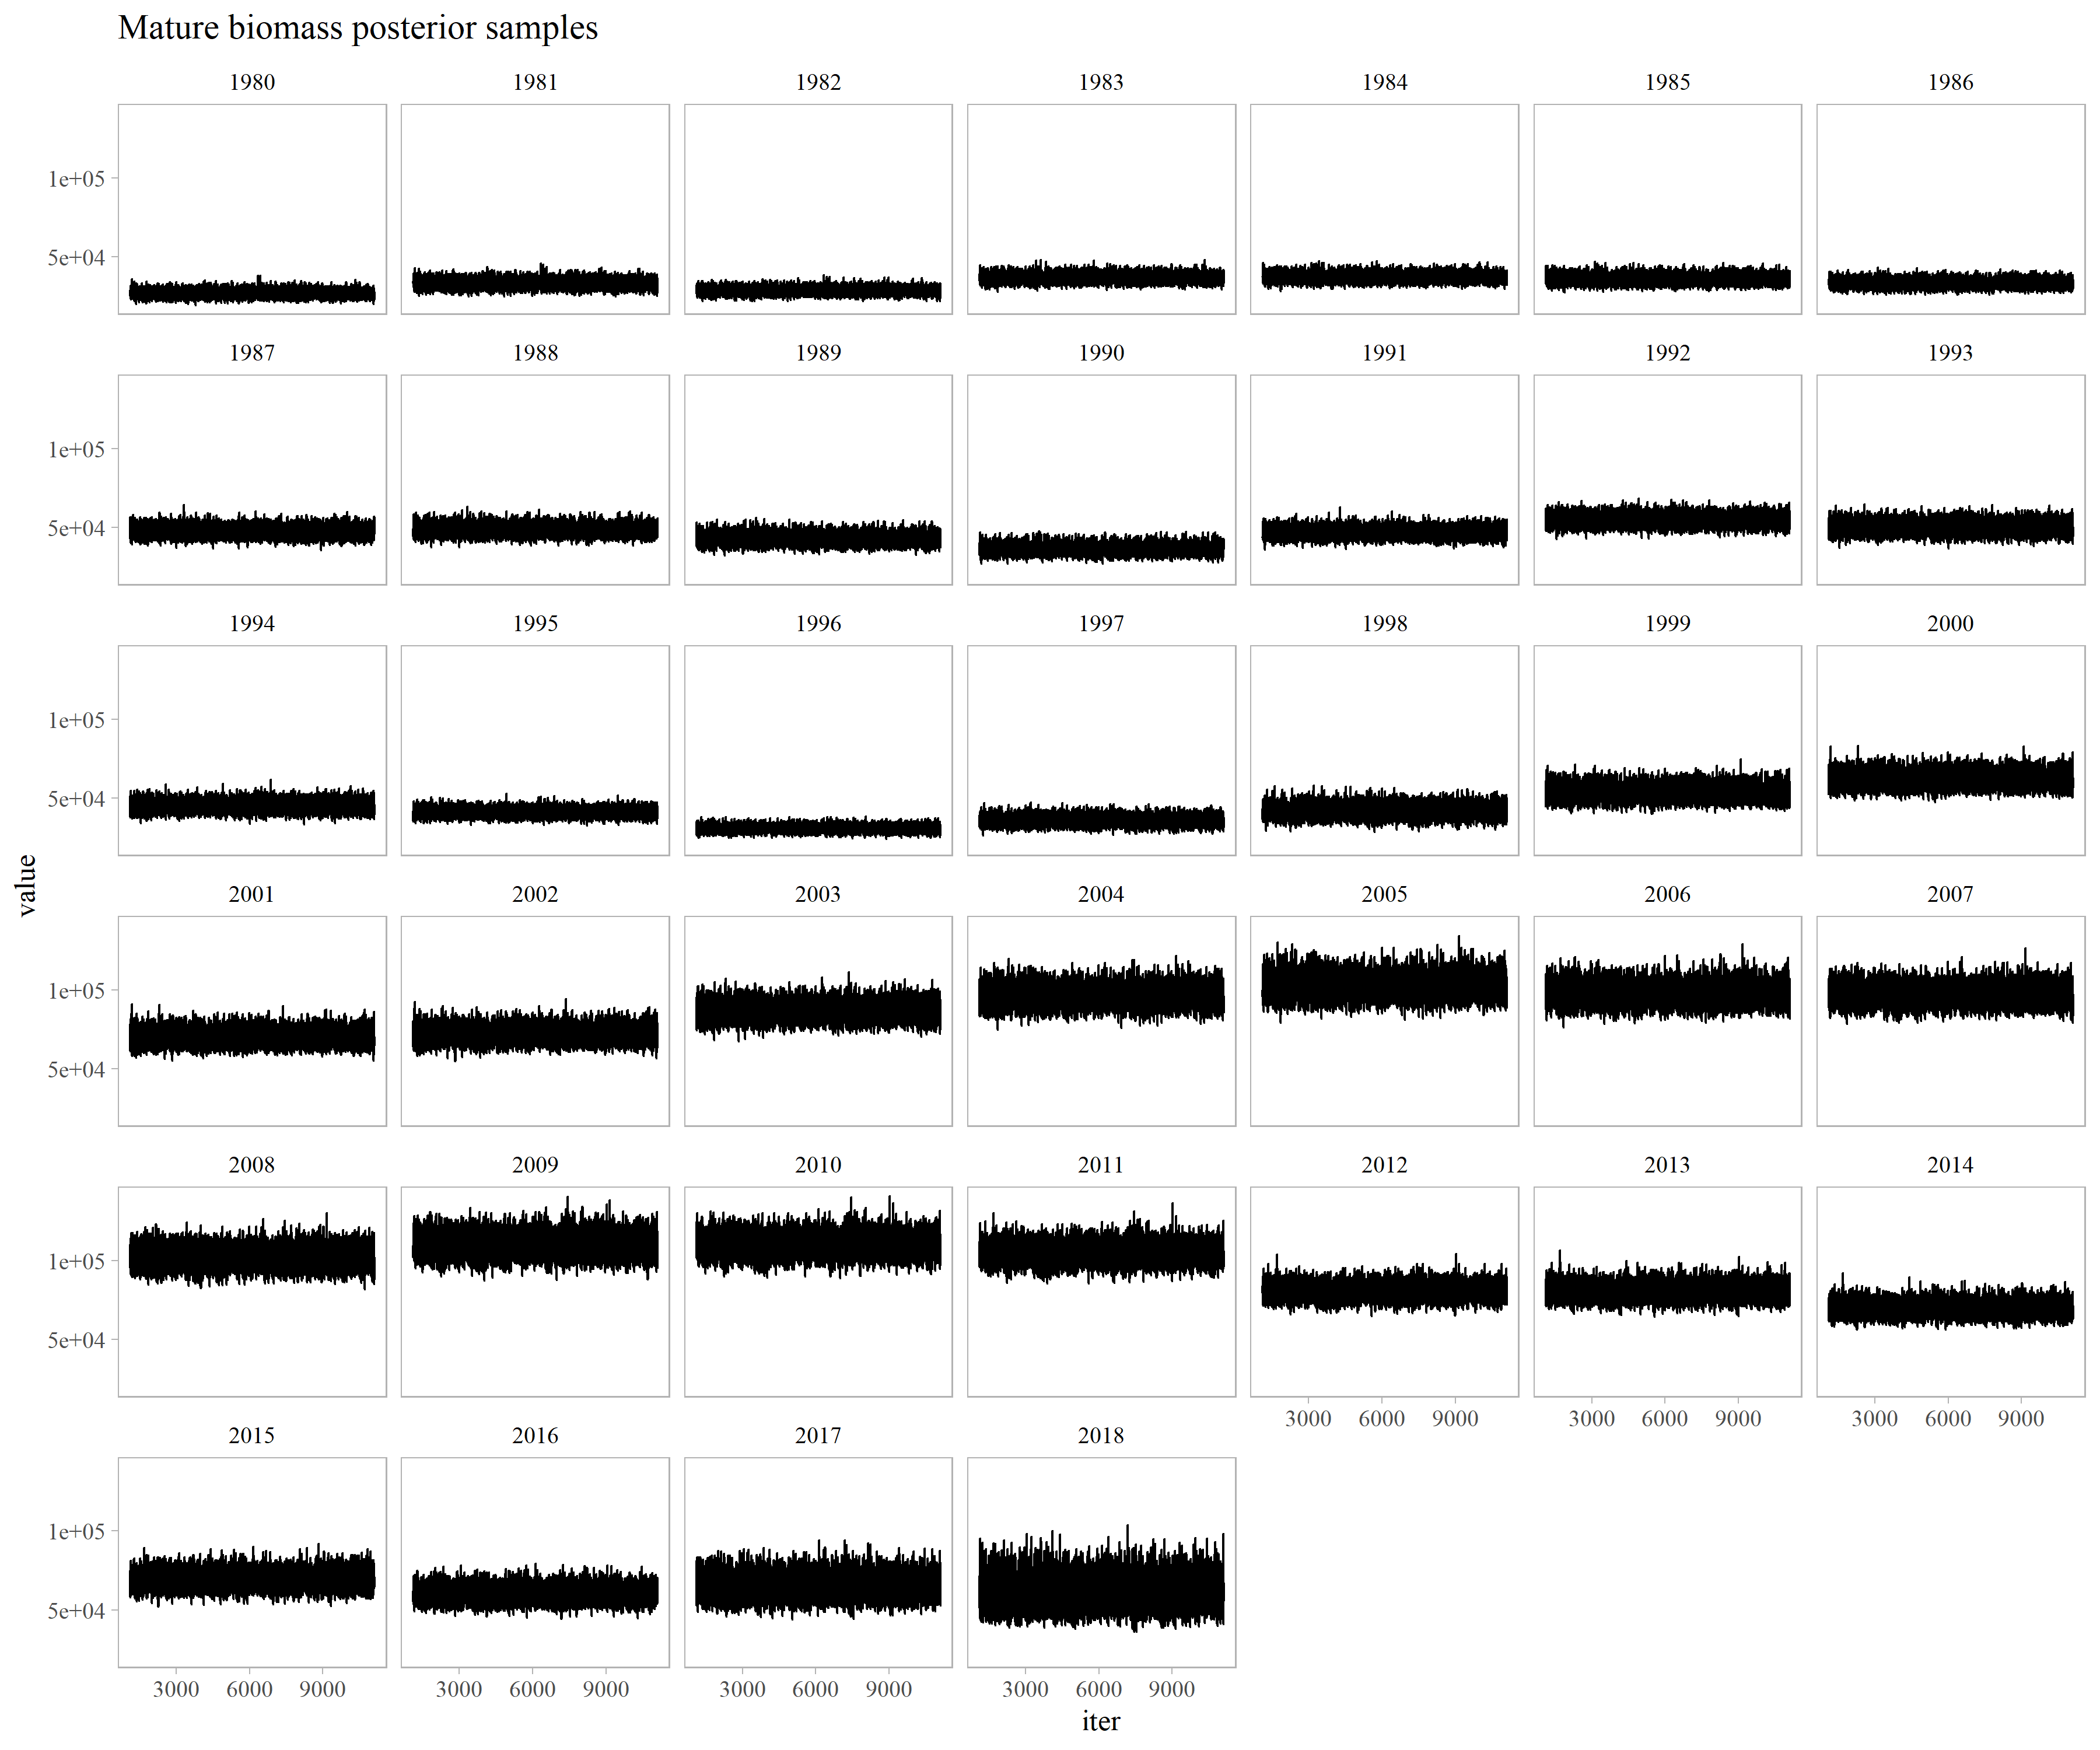 Mature biomass posterior samples
1980 1981 1982 1983 1984 1985 1986
1e+05
5e+04
1987 1988 1989 1990 1991 1992 1993
1e+05
5e+04
1994 1995 1996 1997 1998 1999 2000
1e+05
5e+04
value
2001 2002 2003 2004 2005 2006 2007
1e+05
5e+04
2008 2009 2010 2011 2012 2013 2014
1e+05
5e+04
3000 6000 9000 3000 6000 9000 3000 6000 9000
2015 2016 2017 2018
1e+05
5e+04
3000 6000 9000 3000 6000 9000 3000 6000 9000 3000 6000 9000
iter